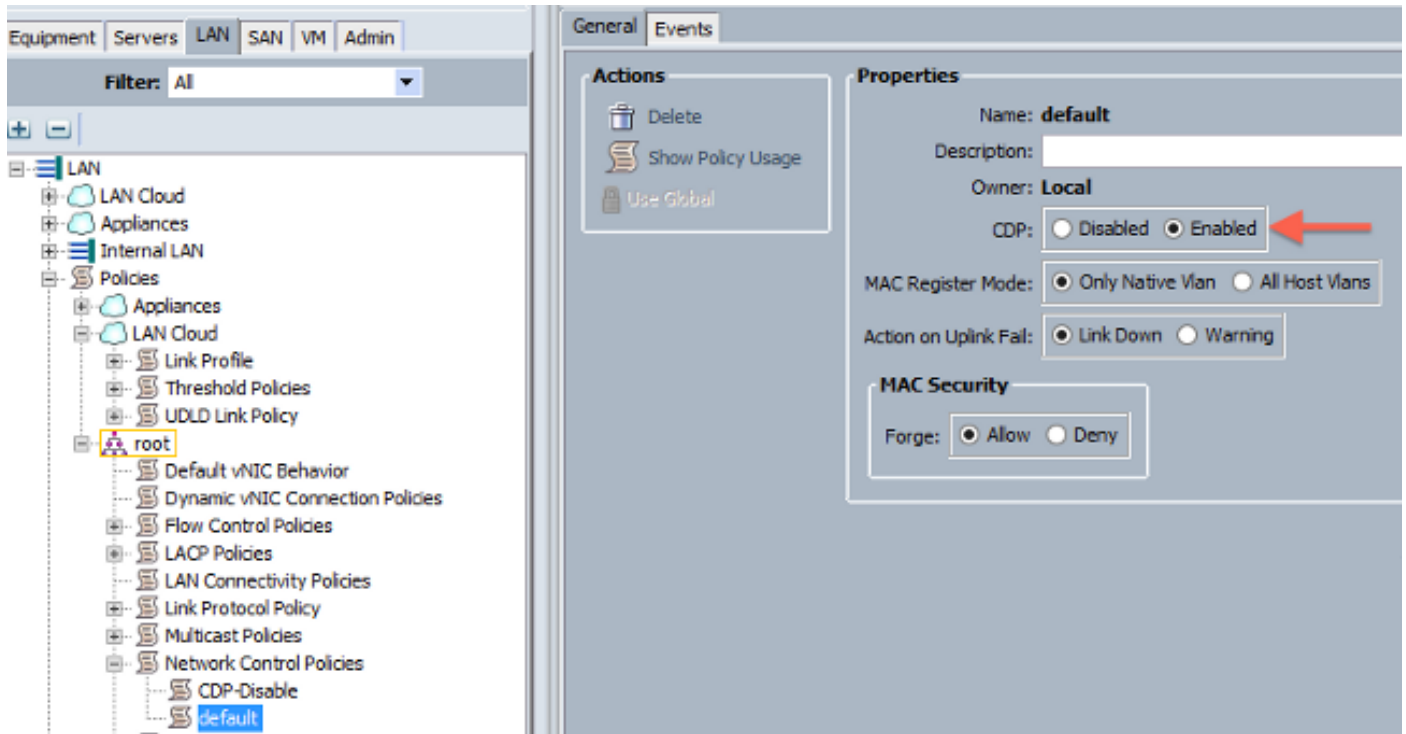 Equipment Servers LAN SAN VM Admin
Filter: All
LAN
LAN Cloud
Appliances
Internal LAN
Policies
Appliances
LAN Cloud
Link Profile
Threshold Policies
UDLD Link Policy
root
Default vNIC Behavior
Dynamic vNIC Connection Policies
Flow Control Policies
LACP Policies
LAN Connectivity Policies
Link Protocol Policy
Multicast Policies
Network Control Policies
CDP-Disable
default
General Events
Actions
Delete
Show Policy Usage
Use Global
Properties
Name: default
Description:
Owner: Local
CDP: Disabled Enabled
MAC Register Mode: Only Native Vlan All Host Vlans
Action on Uplink Fail: Link Down Warning
MAC Security
Forge: Allow Deny